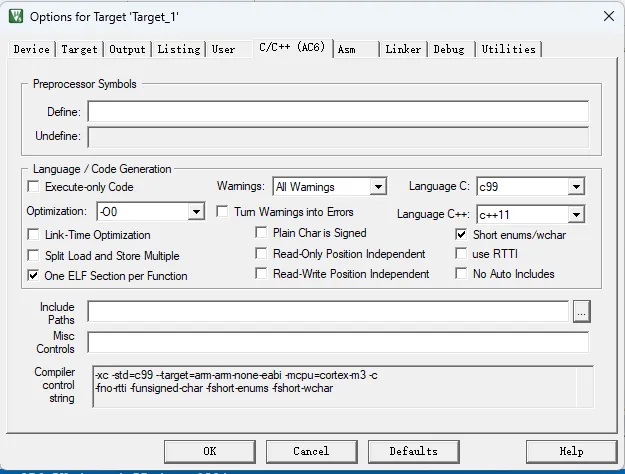 Options for Target 'Target_1'
Device Target Output Listing User C/C++ (AC6) Asm Linker Debug Utilities
Preprocessor Symbols
Define:
Undefine:
Language / Code Generation
Execute-only Code Warnings: All Warnings Language C: c99
Optimization: -O0 Turn Warnings into Errors Language C++: c++11
Link-Time Optimization Plain Char is Signed Short enums/wchar
Split Load and Store Multiple Read-Only Position Independent use RTTI
One ELF Section per Function Read-Write Position Independent No Auto Includes
Include
Paths
...
Misc
Controls
Compiler
control
string
-xc -std=c99 --target=arm-arm-none-eabi -mcpu=cortex-m3 -c
-fno-rtti -funsigned-char -fshort-enums -fshort-wchar
OK Cancel Defaults Help